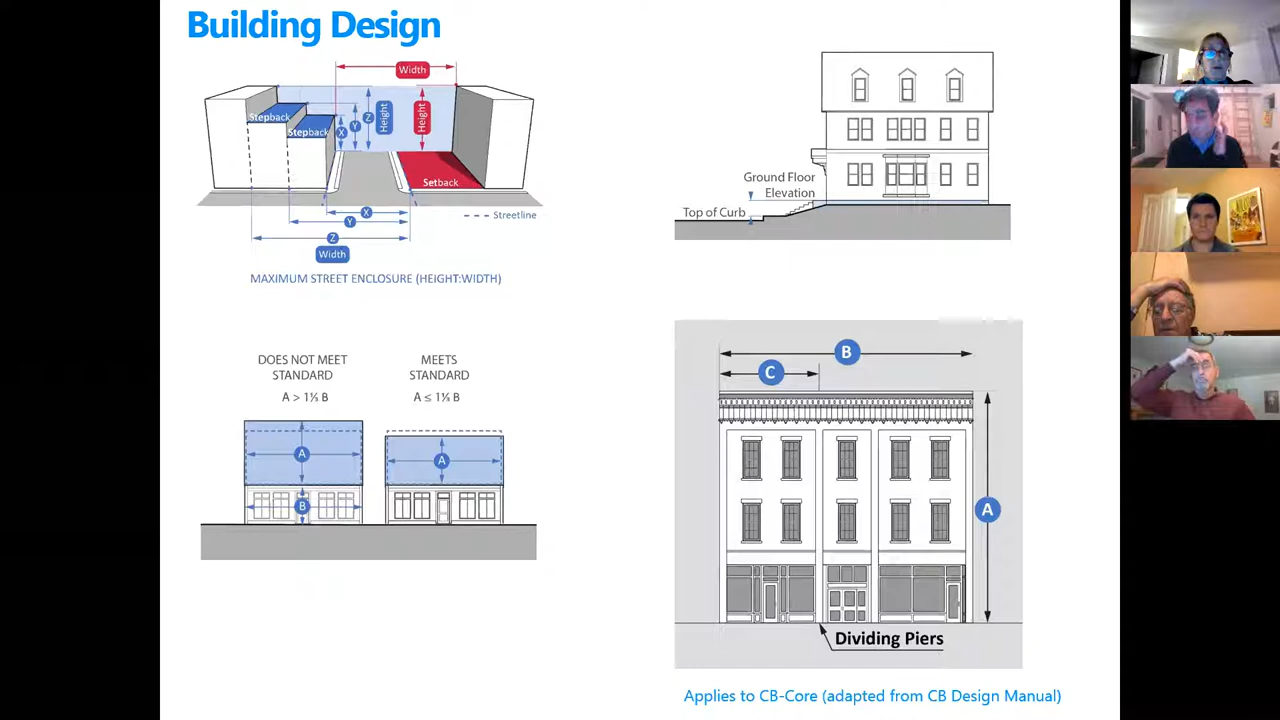 Building Design
Width
Stepback
Stepback
X
Y
Z
Height
Height
Setback
X
Y
Z
Width
Streetline
MAXIMUM STREET ENCLOSURE (HEIGHT:WIDTH)
Ground Floor
Elevation
Top of Curb
DOES NOT MEET
STANDARD
A > 1⅓ B
MEETS
STANDARD
A ≤ 1⅓ B
A
B
A
B
C
A
Dividing Piers
Applies to CB-Core (adapted from CB Design Manual)